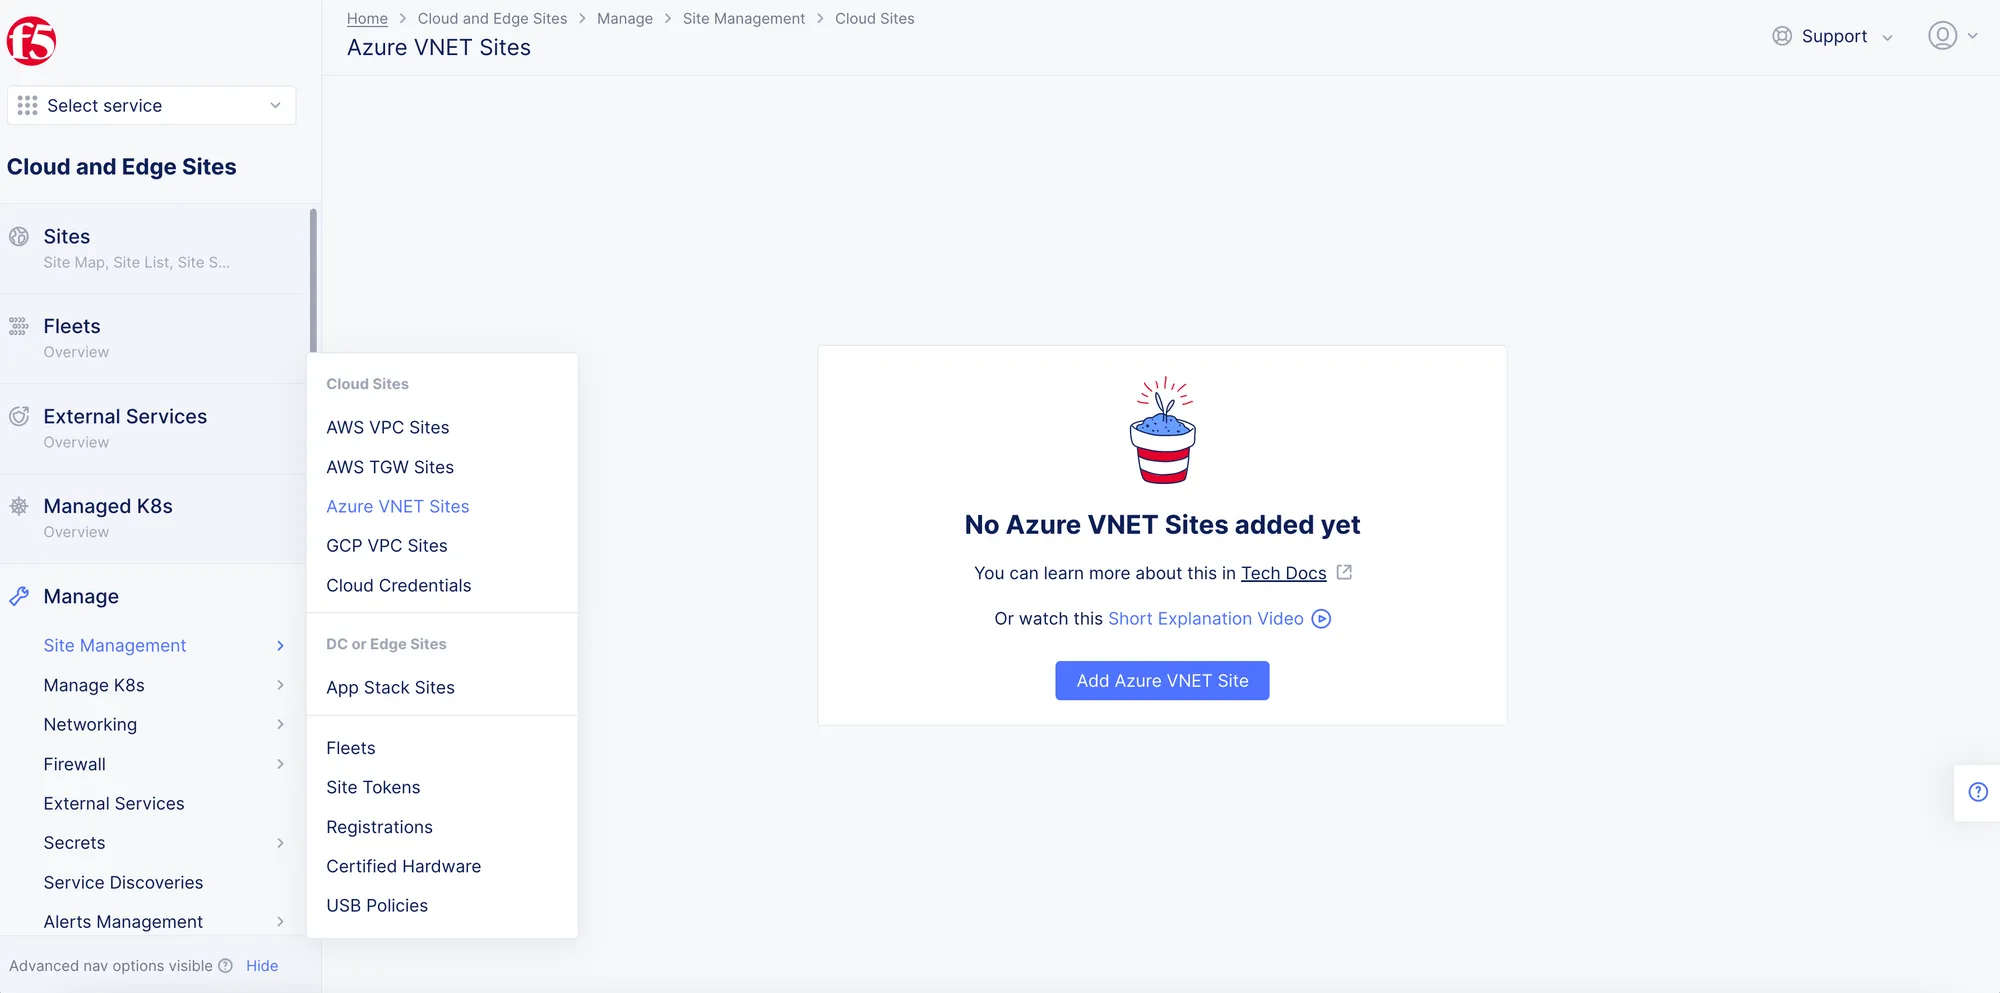 f5
Select service
Cloud and Edge Sites
Sites
Site Map, Site List, Site S...
Fleets
Overview
External Services
Overview
Managed K8s
Overview
Manage
Site Management
Manage K8s
Networking
Firewall
External Services
Secrets
Service Discoveries
Alerts Management
Advanced nav options visible ? Hide
Home > Cloud and Edge Sites > Manage > Site Management > Cloud Sites
Azure VNET Sites
Support
Cloud Sites
AWS VPC Sites
AWS TGW Sites
Azure VNET Sites
GCP VPC Sites
Cloud Credentials
DC or Edge Sites
App Stack Sites
Fleets
Site Tokens
Registrations
Certified Hardware
USB Policies
No Azure VNET Sites added yet
You can learn more about this in Tech Docs
Or watch this Short Explanation Video
Add Azure VNET Site
?